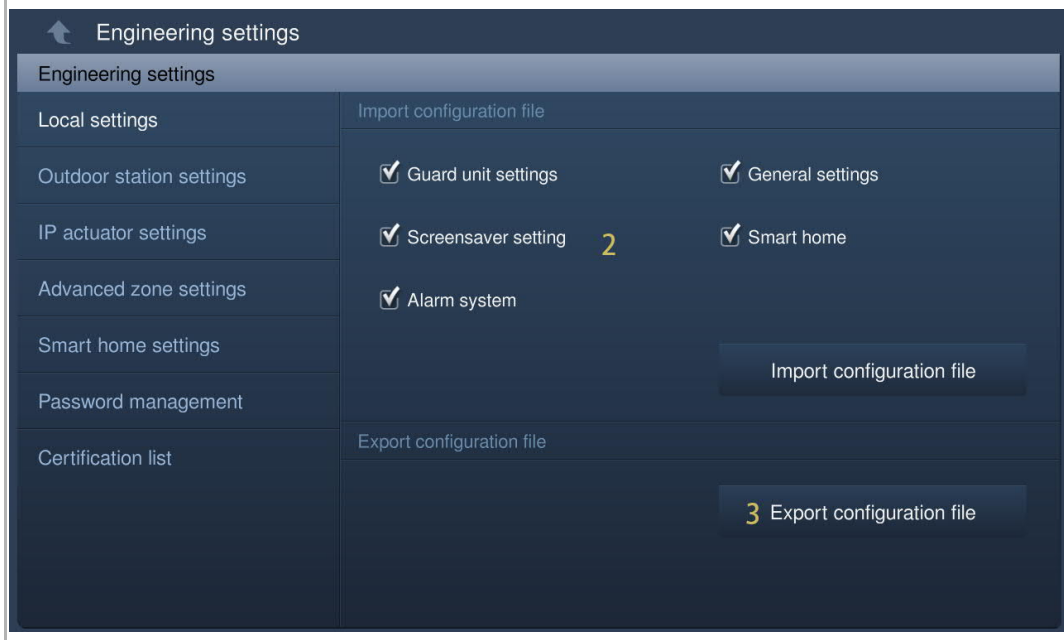 Engineering settings
Engineering settings
Local settings
Outdoor station settings
IP actuator settings
Advanced zone settings
Smart home settings
Password management
Certification list
Import configuration file
Guard unit settings
General settings
Screensaver setting 2
Smart home
Alarm system
Import configuration file
Export configuration file
3 Export configuration file